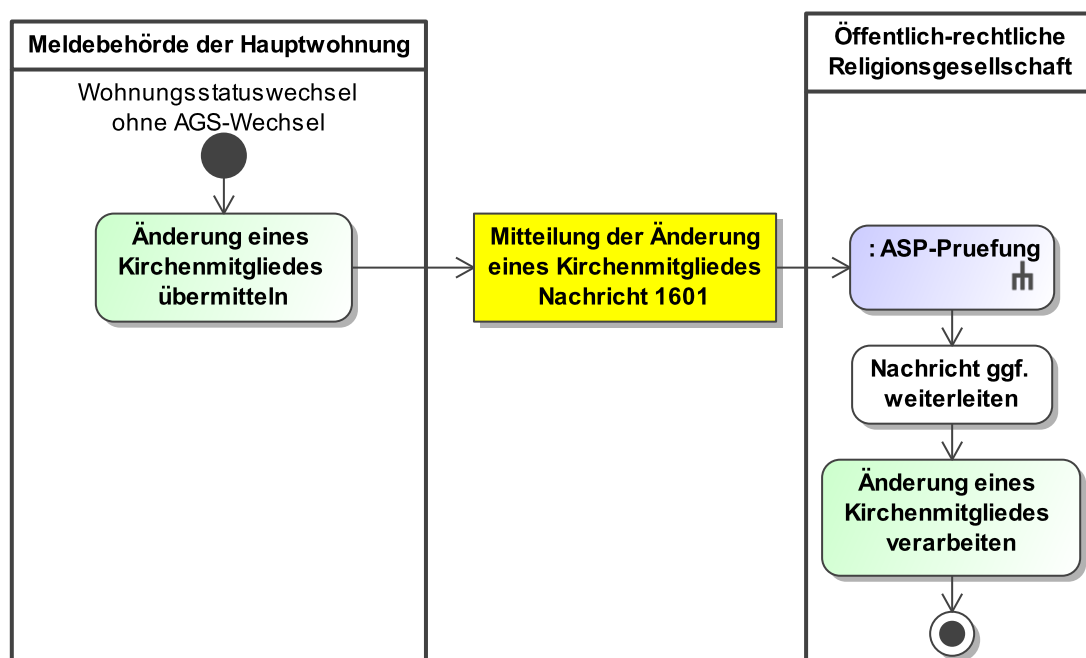 Meldebehörde der Hauptwohnung
Wohnungsstatuswechsel
ohne AGS-Wechsel
Änderung eines
Kirchenmitgliedes
übermitteln
Mitteilung der Änderung
eines Kirchenmitgliedes
Nachricht 1601
Öffentlich-rechtliche
Religionsgesellschaft
: ASP-Pruefung
Nachricht ggf.
weiterleiten
Änderung eines
Kirchenmitgliedes
verarbeiten